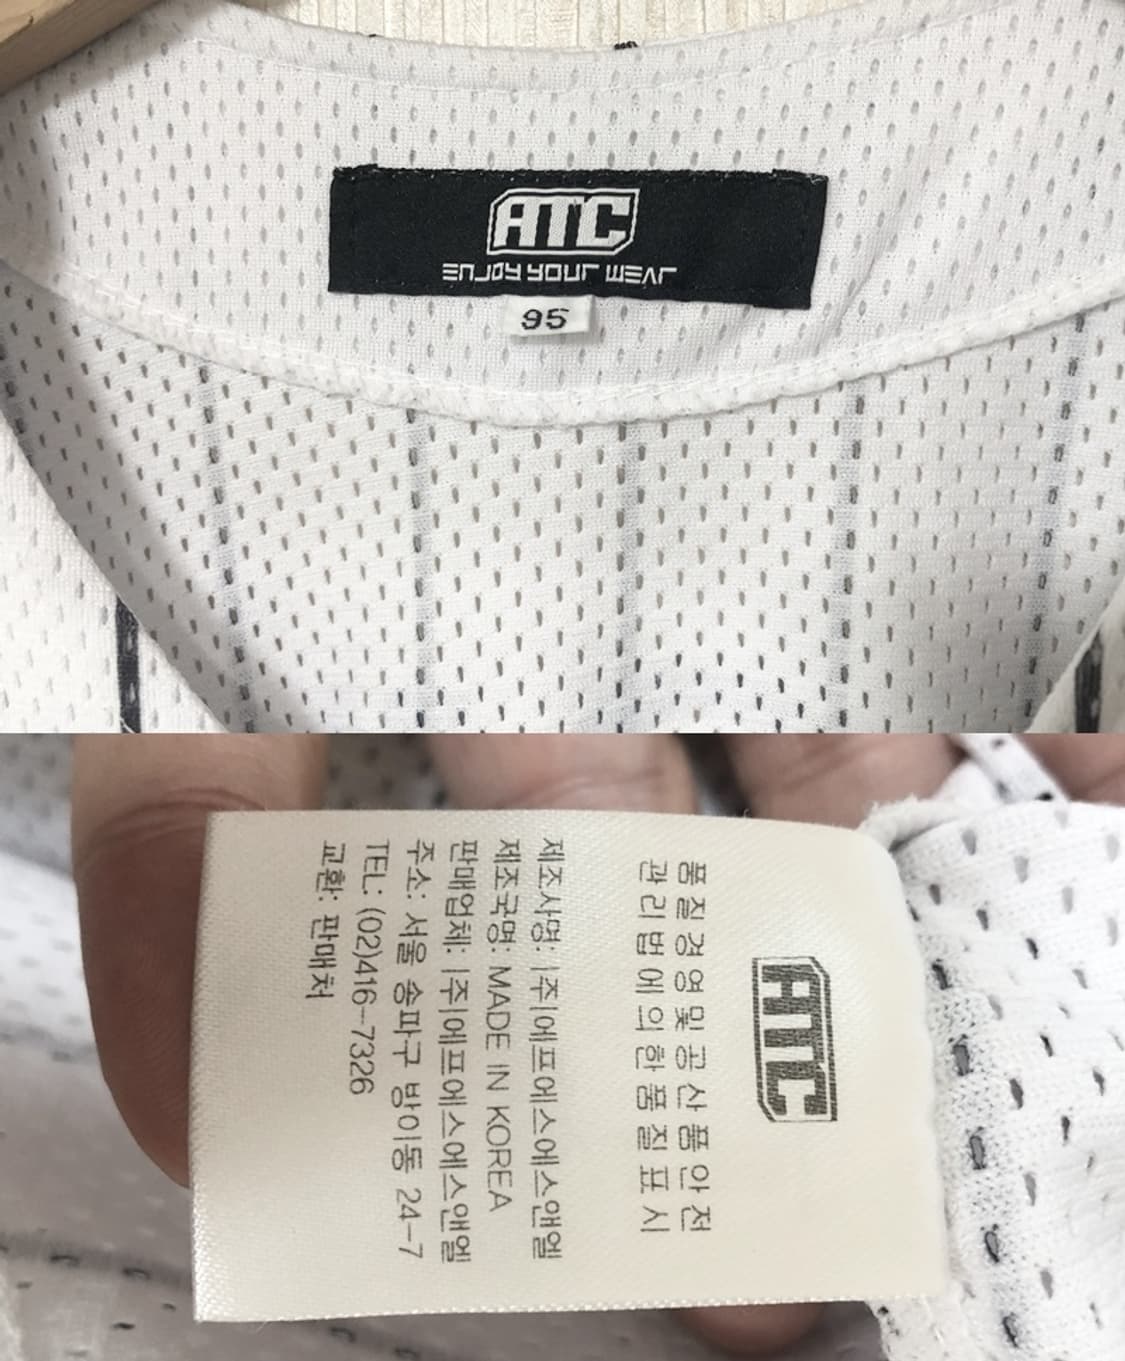 ATC
ENJOY YOUR WEAR
95
ATC
품질경영및공산품안전
관리법에의한품질표시
제조사명: |주|에프에스에스앤엘
제조국명: MADE IN KOREA
판매업체: |주|에프에스에스앤엘
주소: 서울 송파구 방이동 24-7
TEL: (02)416-7326
교환: 판매처